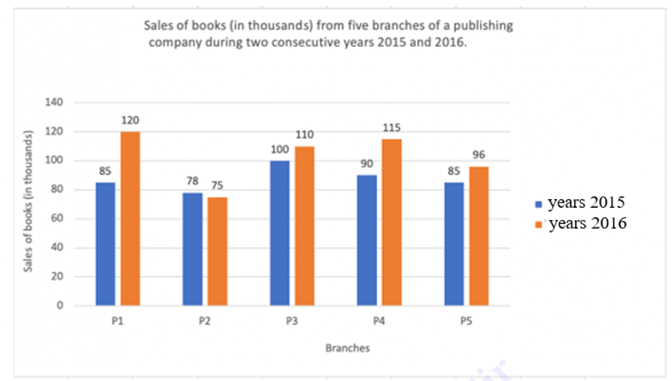 Sales of books (in thousands) from five branches of a publishing
company during two consecutive years 2015 and 2016.
Sales of books (in thousands)
140
120
100
80
60
40
20
0
85
120
78
75
100
110
90
115
85
96
P1
P2
P3
P4
P5
Branches
years 2015
years 2016